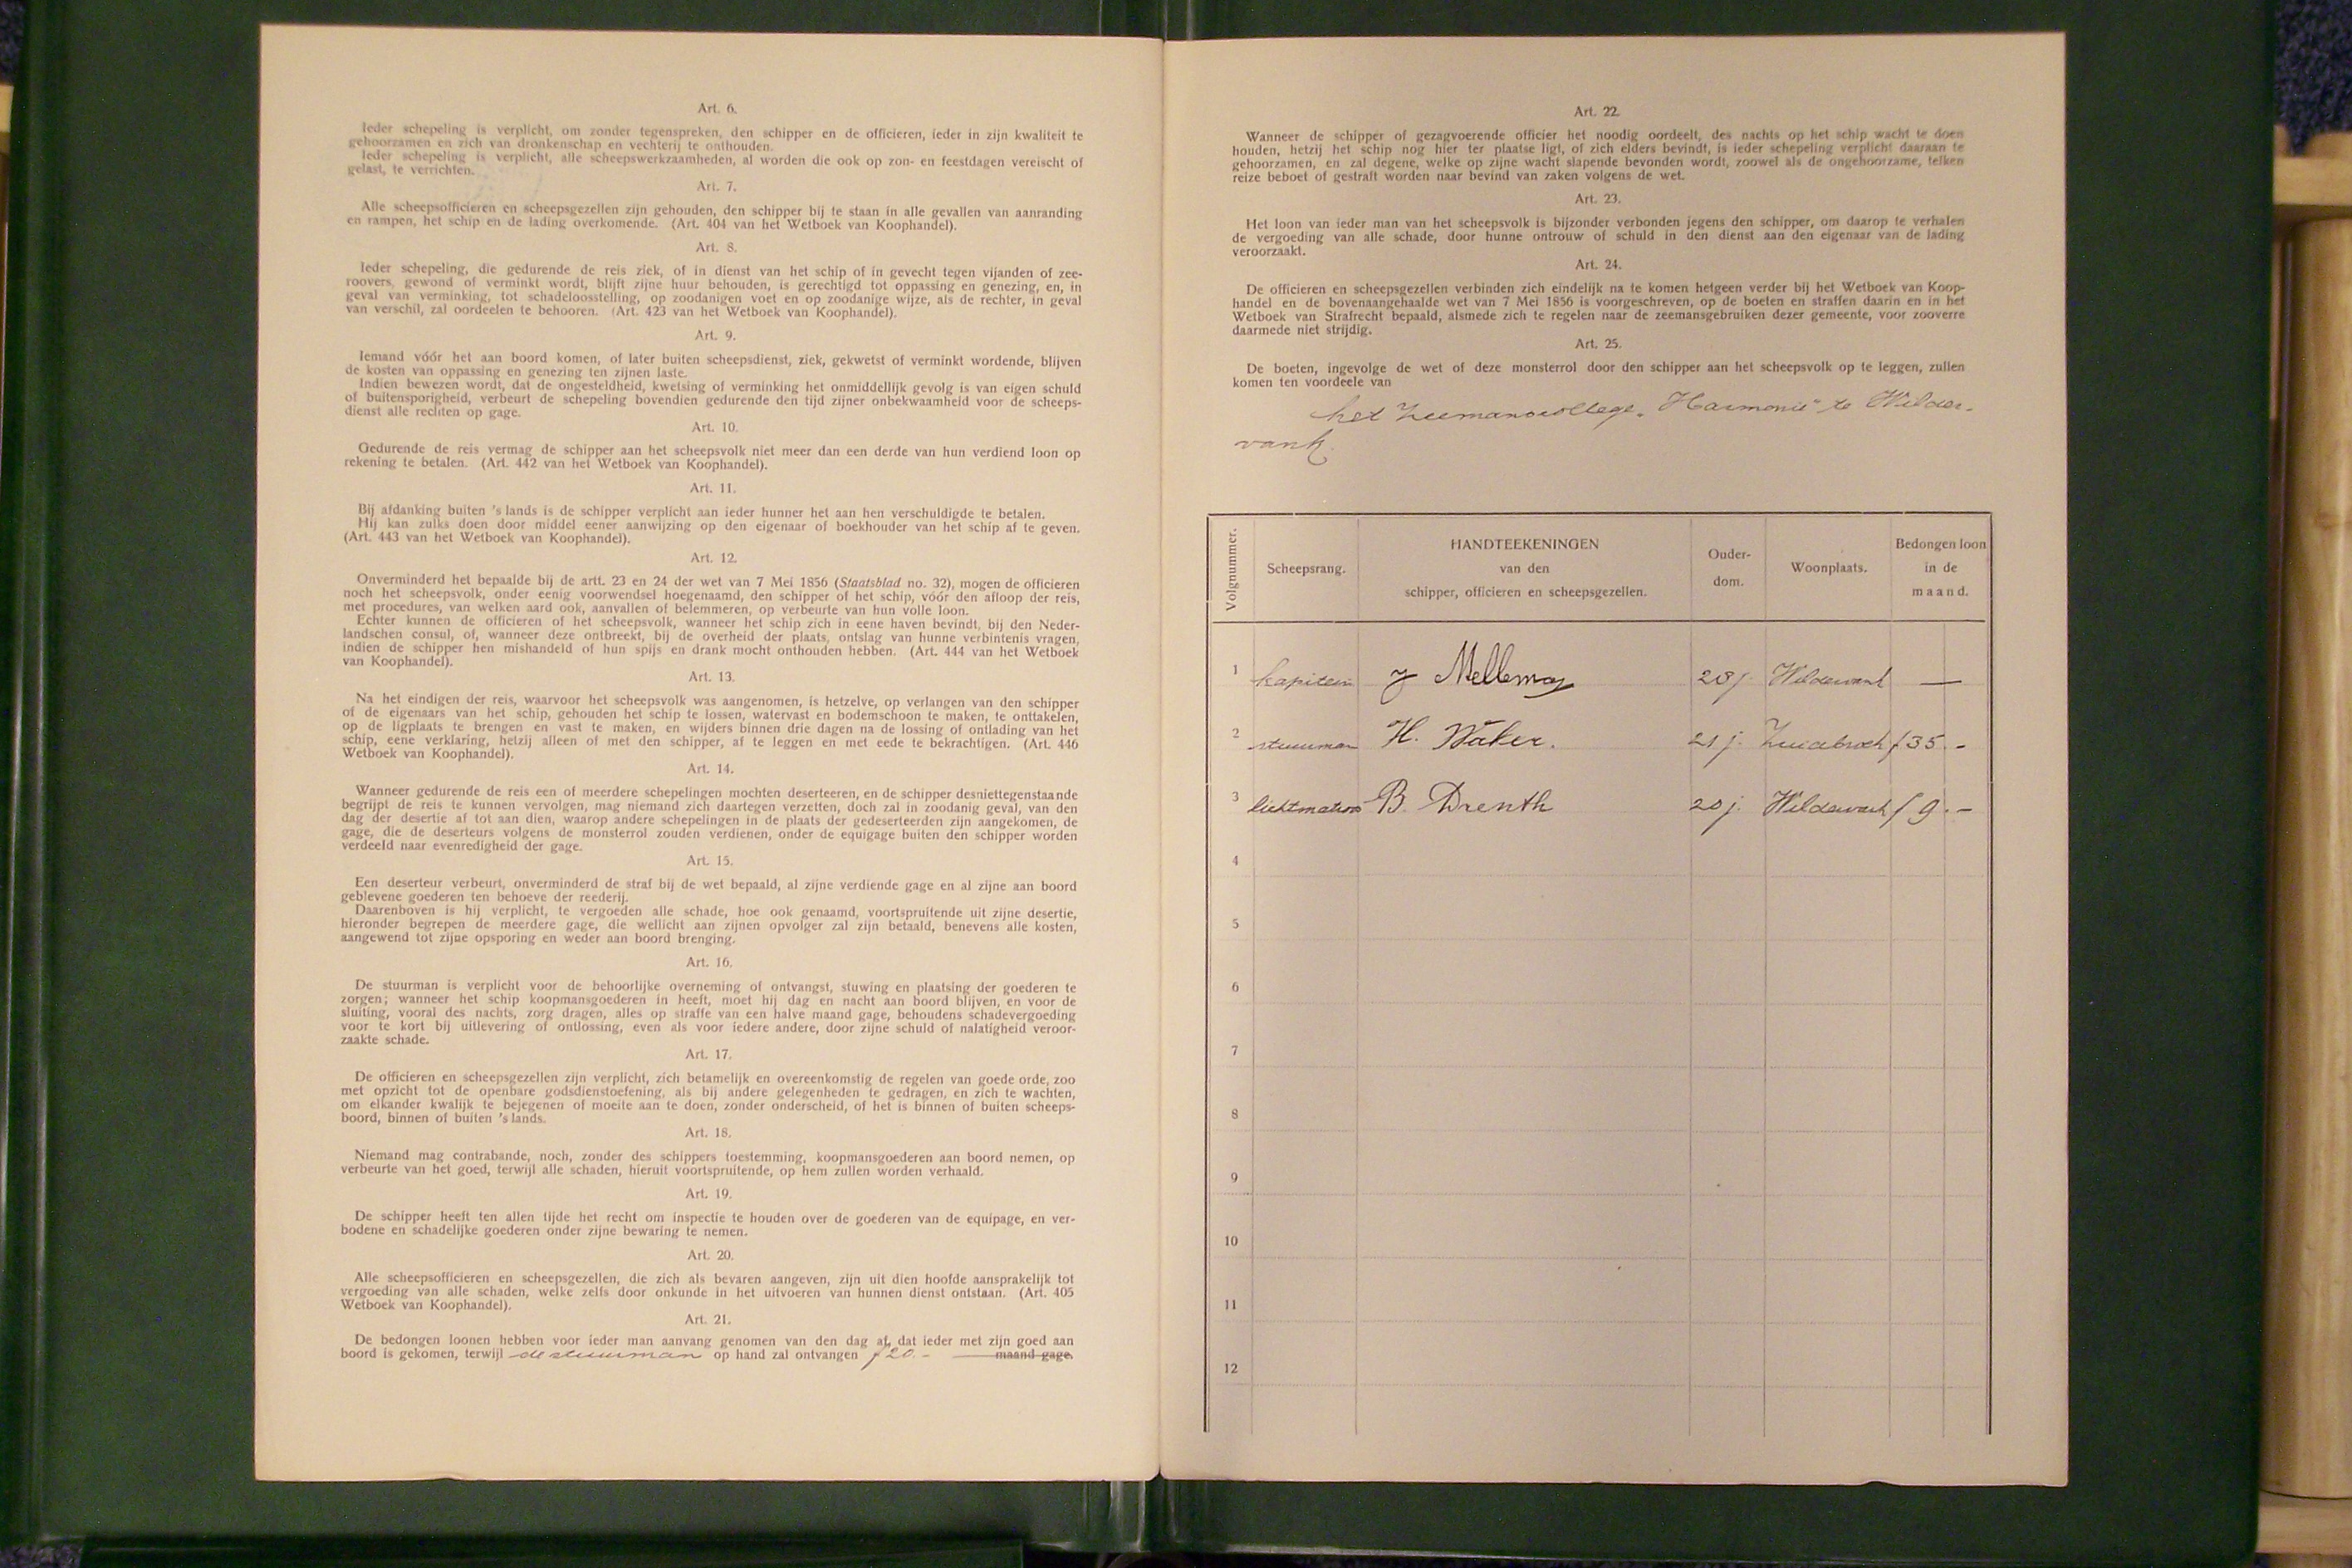 Art. 6.
Ieder schepeling is verplicht, om zonder tegenspreken, den schipper en de officieren, ieder in zijn kwaliteit te
gehoorzamen en zich van dronkenschap en vechterij te onthouden.
Ieder schepeling is verplicht, alle scheepswerkzaamheden, al worden die ook op zon- en feestdagen vereischt of
gelast, te verrichten.
Art. 7.
Alle scheepsofficieren en scheepsgezellen zijn gehouden, den schipper bij te staan in alle gevallen van aanranding
en rampen, het schip en de lading overkomende. (Art. 404 van het Wetboek van Koophandel).
Art. 8.
Ieder schepeling, die gedurende de reis ziek, of in dienst van het schip of in gevecht tegen vijanden of zee-
roovers, gewond of verminkt wordt, blijft zijne huur behouden, is gerechtigd tot oppassing en genezing, en, in
geval van verminking, tot schadeloosstelling, op zoodanigen voet en op zoodanige wijze, als de rechter, in geval
van verschil, zal oordeelen te behooren. (Art. 423 van het Wetboek van Koophandel).
Art. 9.
Iemand vóór het aan boord komen, of later buiten scheepsdienst, ziek, gekwetst of verminkt wordende, blijven
de kosten van oppassing en genezing ten zijnen laste.
Indien bewezen wordt, dat de ongesteldheid, kwetsing of verminking het onmiddellijk gevolg is van eigen schuld
of buitensporigheid, verbeurt de schepeling bovendien gedurende den tijd zijner onbekwaamheid voor de scheeps-
dienst alle rechten op gage.
Art. 10.
Gedurende de reis vermag de schipper aan het scheepsvolk niet meer dan een derde van hun verdiend loon op
rekening te betalen. (Art. 442 van het Wetboek van Koophandel).
Art. 11.
Bij afdanking buiten 's lands is de schipper verplicht aan ieder hunner het aan hen verschuldigde te betalen.
Hij kan zulks doen door middel eener aanwijzing op den eigenaar of boekhouder van het schip af te geven.
(Art. 443 van het Wetboek van Koophandel).
Art. 12.
Onverminderd het bepaalde bij de artt. 23 en 24 der wet van 7 Mei 1856 (Staatsblad no. 32), mogen de officieren
noch het scheepsvolk, onder eenig voorwendsel hoegenaamd, den schipper of het schip, vóór den afloop der reis,
met procedures, van welken aard ook, aanvallen of belemmeren, op verbeurte van hun volle loon.
Echter kunnen de officieren of het scheepsvolk, wanneer het schip zich in eene haven bevindt, bij den Neder-
landschen consul, of, wanneer deze ontbreekt, bij de overheid der plaats, ontslag van hunne verbintenis vragen,
indien de schipper hen mishandeld of hun spijs en drank mocht onthouden hebben. (Art. 444 van het Wetboek
van Koophandel).
Art. 13.
Na het eindigen der reis, waarvoor het scheepsvolk was aangenomen, is hetzelve, op verlangen van den schipper
of de eigenaars van het schip, gehouden het schip te lossen, watervast en bodemschoon te maken, te onttakelen,
op de ligplaats te brengen en vast te maken, en wijders binnen drie dagen na de lossing of ontlading van het
schip, eene verklaring, hetzij alleen of met den schipper, af te leggen en met eede te bekrachtigen. (Art. 446
Wetboek van Koophandel).
Art. 14.
Wanneer gedurende de reis een of meerdere schepelingen mochten deserteeren, en de schipper desniettegenstaande
begrijpt de reis te kunnen vervolgen, mag niemand zich daartegen verzetten, doch zal in zoodanig geval, van den
dag der desertie af tot aan dien, waarop andere schepelingen in de plaats der gedeserteerden zijn aangekomen, de
gage, die de deserteurs volgens de monsterrol zouden verdienen, onder de equigage buiten den schipper worden
verdeeld naar evenredigheid der gage.
Art. 15.
Een deserteur verbeurt, onverminderd de straf bij de wet bepaald, al zijne verdiende gage en al zijne aan boord
geblevene goederen ten behoeve der reederij.
Daarenboven is hij verplicht, te vergoeden alle schade, hoe ook genaamd, voortspruitende uit zijne desertie,
hieronder begrepen de meerdere gage, die wellicht aan zijnen opvolger zal zijn betaald, benevens alle kosten,
aangewend tot zijne opsporing en weder aan boord brenging.
Art. 16.
De stuurman is verplicht voor de behoorlijke overneming of ontvangst, stuwing en plaatsing der goederen te
zorgen; wanneer het schip koopmansgoederen in heeft, moet hij dag en nacht aan boord blijven, en voor de
sluiting, vooral des nachts, zorg dragen, alles op straffe van een halve maand gage, behoudens schadevergoeding
voor te kort bij uitlevering of ontlossing, even als voor iedere andere, door zijne schuld of nalatigheid veroor-
zaakte schade.
Art. 17.
De officieren en scheepsgezellen zijn verplicht, zich betamelijk en overeenkomstig de regelen van goede orde, zoo
met opzicht tot de openbare godsdienstoefening, als bij andere gelegenheden te gedragen, en zich te wachten,
om elkander kwalijk te bejegenen of moeite aan te doen, zonder onderscheid, of het is binnen of buiten scheeps-
boord, binnen of buiten 's lands.
Art. 18.
Niemand mag contrabande, noch, zonder des schippers toestemming, koopmansgoederen aan boord nemen, op
verbeurte van het goed, terwijl alle schaden, hieruit voortspruitende, op hem zullen worden verhaald.
Art. 19.
De schipper heeft ten allen tijde het recht om inspectie te houden over de goederen van de equipage, en ver-
bodene en schadelijke goederen onder zijne bewaring te nemen.
Art. 20.
Alle scheepsofficieren en scheepsgezellen, die zich als bevaren aangeven, zijn uit dien hoofde aansprakelijk tot
vergoeding van alle schaden, welke zelfs door onkunde in het uitvoeren van hunnen dienst ontstaan. (Art. 405
Wetboek van Koophandel).
Art. 21.
De bedongen loonen hebben voor ieder man aanvang genomen van den dag af, dat ieder met zijn goed aan
boord is gekomen, terwijl de stuurman op hand zal ontvangen f 20.- maand gage.
Art. 22.
Wanneer de schipper of gezagvoerende officier het noodig oordeelt, des nachts op het schip wacht te doen
houden, hetzij het schip nog hier ter plaatse ligt, of zich elders bevindt, is ieder schepeling verplicht daaraan te
gehoorzamen, en zal degene, welke op zijne wacht slapende bevonden wordt, zoowel als de ongehoorzame, telken
reize beboet of gestraft worden naar bevind van zaken volgens de wet.
Art. 23.
Het loon van ieder man van het scheepsvolk is bijzonder verbonden jegens den schipper, om daarop te verhalen
de vergoeding van alle schade, door hunne ontrouw of schuld in den dienst aan den eigenaar van de lading
veroorzaakt.
Art. 24.
De officieren en scheepsgezellen verbinden zich eindelijk na te komen hetgeen verder bij het Wetboek van Koop-
handel en de bovenaangehaalde wet van 7 Mei 1856 is voorgeschreven, op de boeten en straffen daarin en in het
Wetboek van Strafrecht bepaald, alsmede zich te regelen naar de zeemansgebruiken dezer gemeente, voor zooverre
daarmede niet strijdig.
Art. 25.
De boeten, ingevolge de wet of deze monsterrol door den schipper aan het scheepsvolk op te leggen, zullen
komen ten voordeele van
het Zeemanscollege „Harmonie" te Wilder-
vank.
Volgnummer. Scheepsrang. HANDTEEKENINGEN van den schipper, officieren en scheepsgezellen. Ouder- dom. Woonplaats. Bedongen loon in de maand.
1 kapitein J Mellema 28 j. Wildervank —
2 stuurman H. Water. 21 j. Zuidbroek f 35.-
3 lichtmatroos B. Drenth 20 j. Wildervank f 9.-
4
5
6
7
8
9
10
11
12